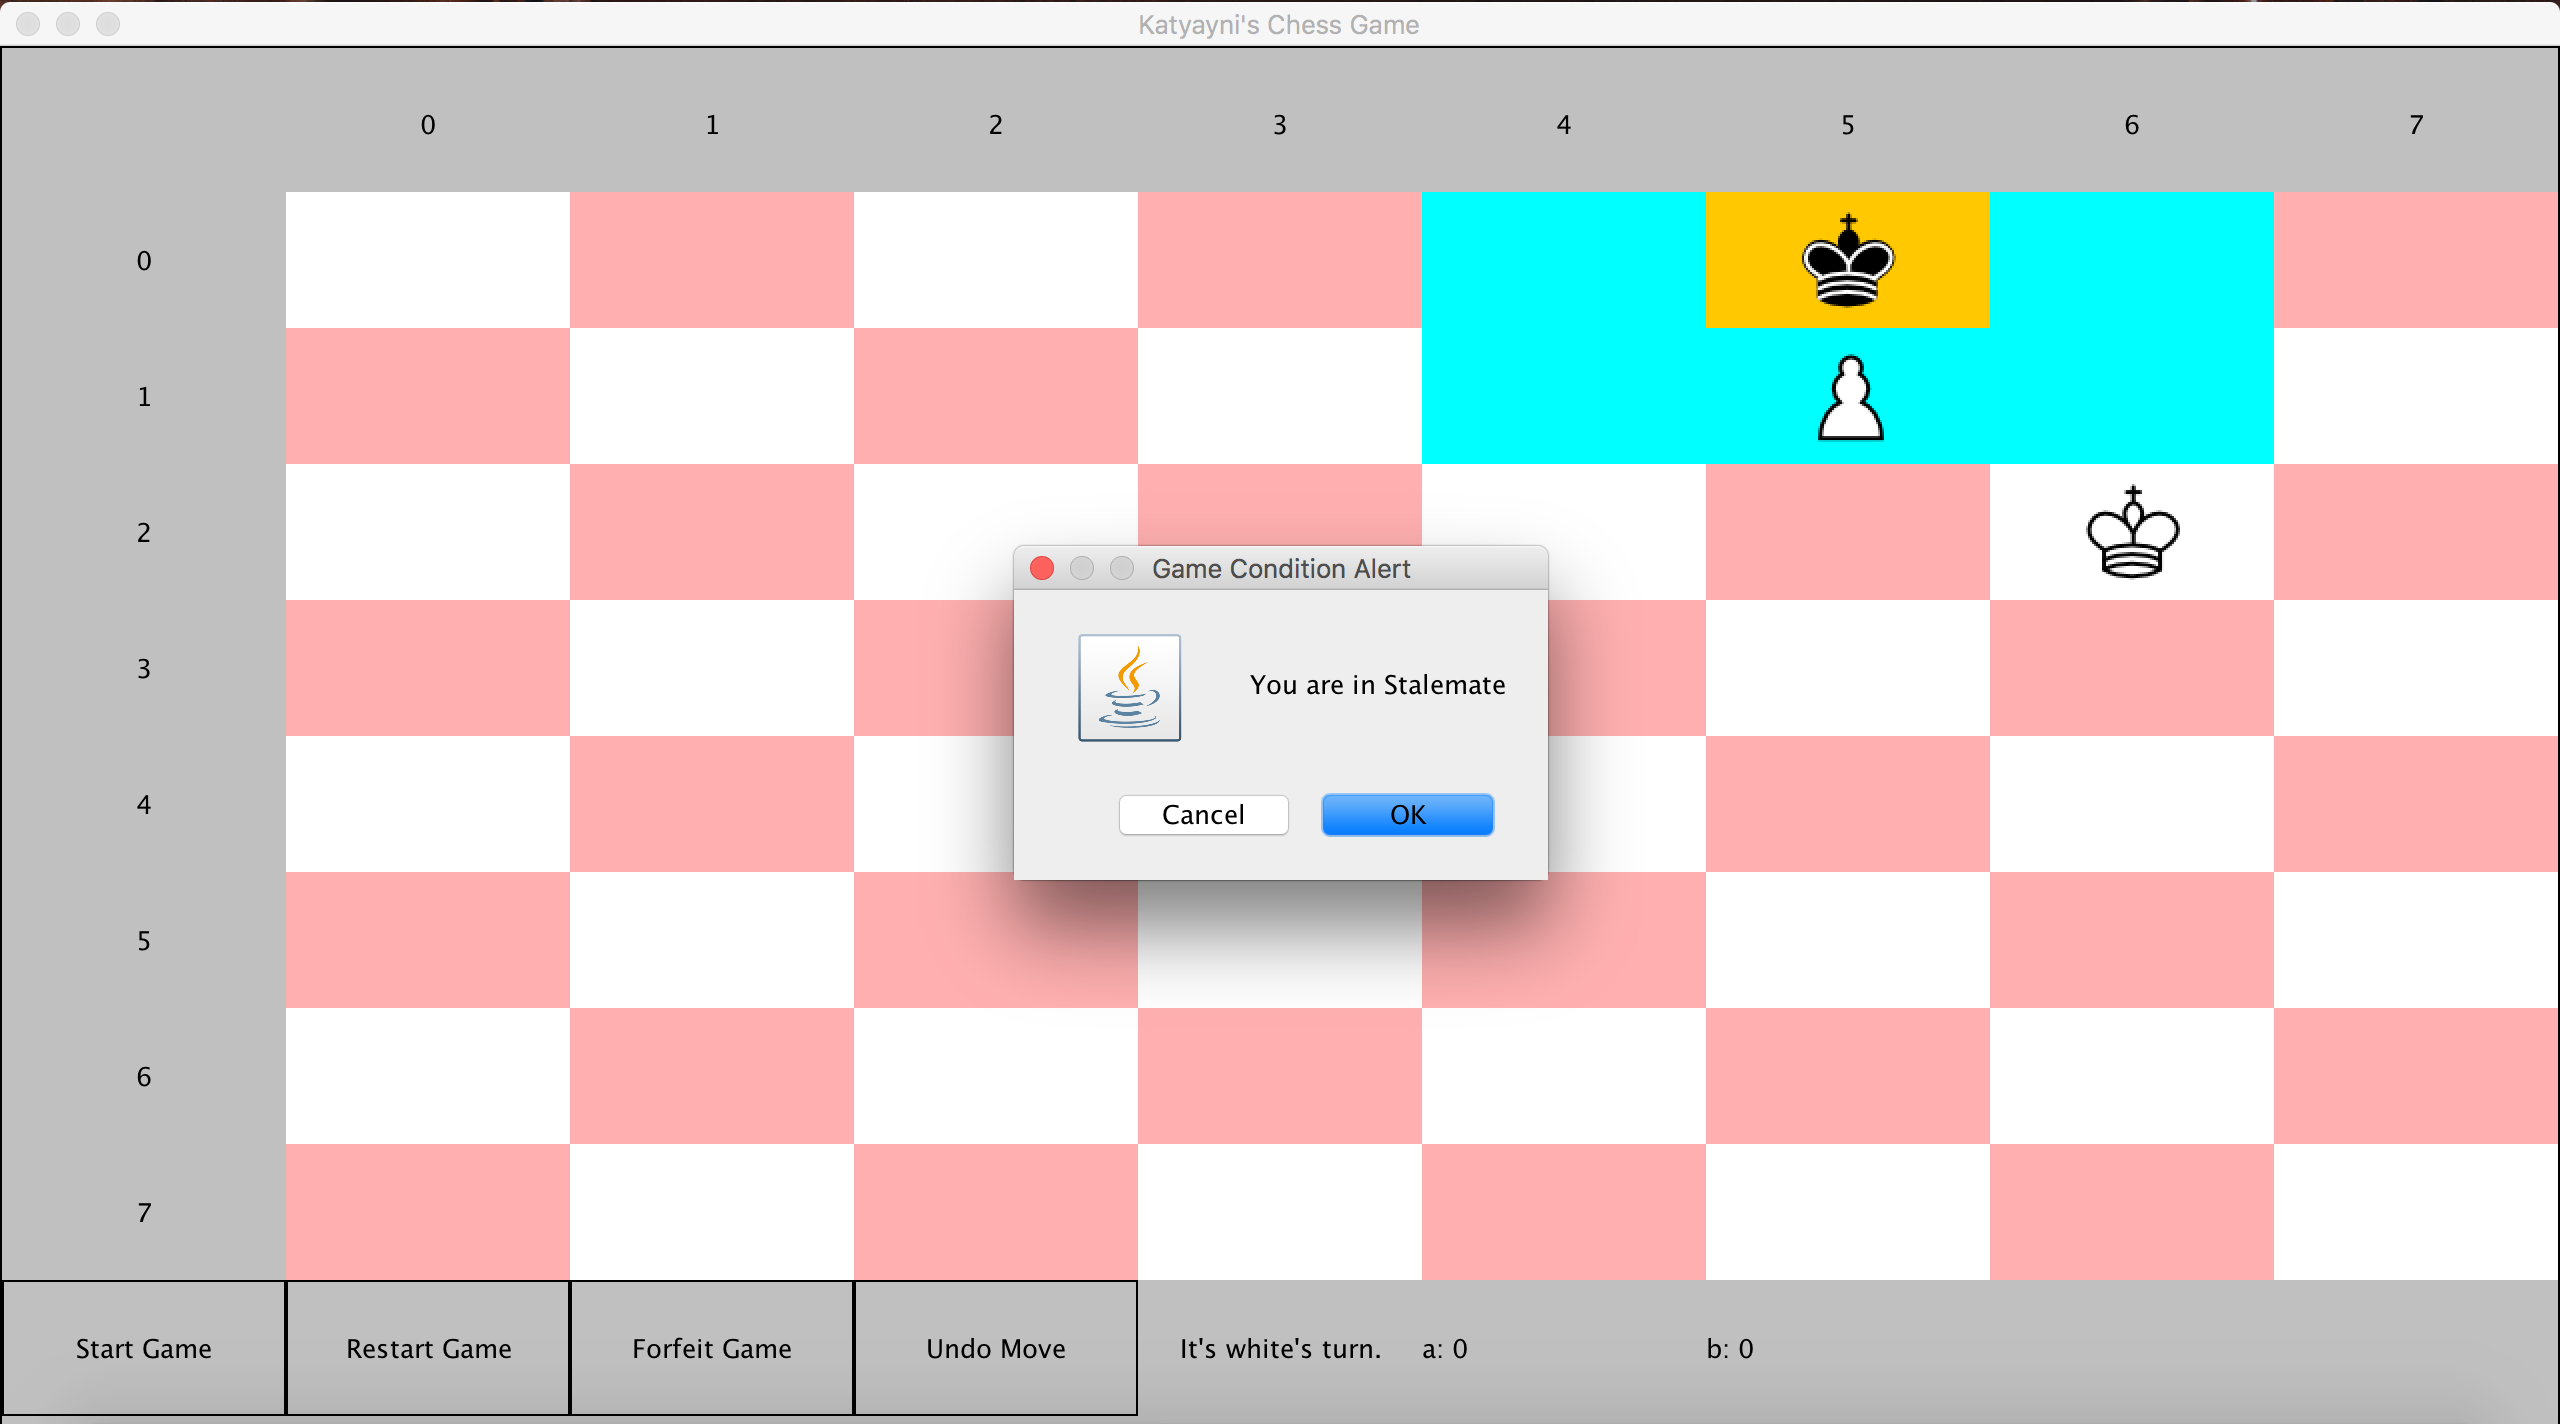 Katyayni's Chess Game
0 1 2 3 4 5 6 7
0
1
2
Game Condition Alert
3
You are in Stalemate
4
Cancel OK
5
6
7
Start Game Restart Game Forfeit Game Undo Move It's white's turn. a: 0 b: 0